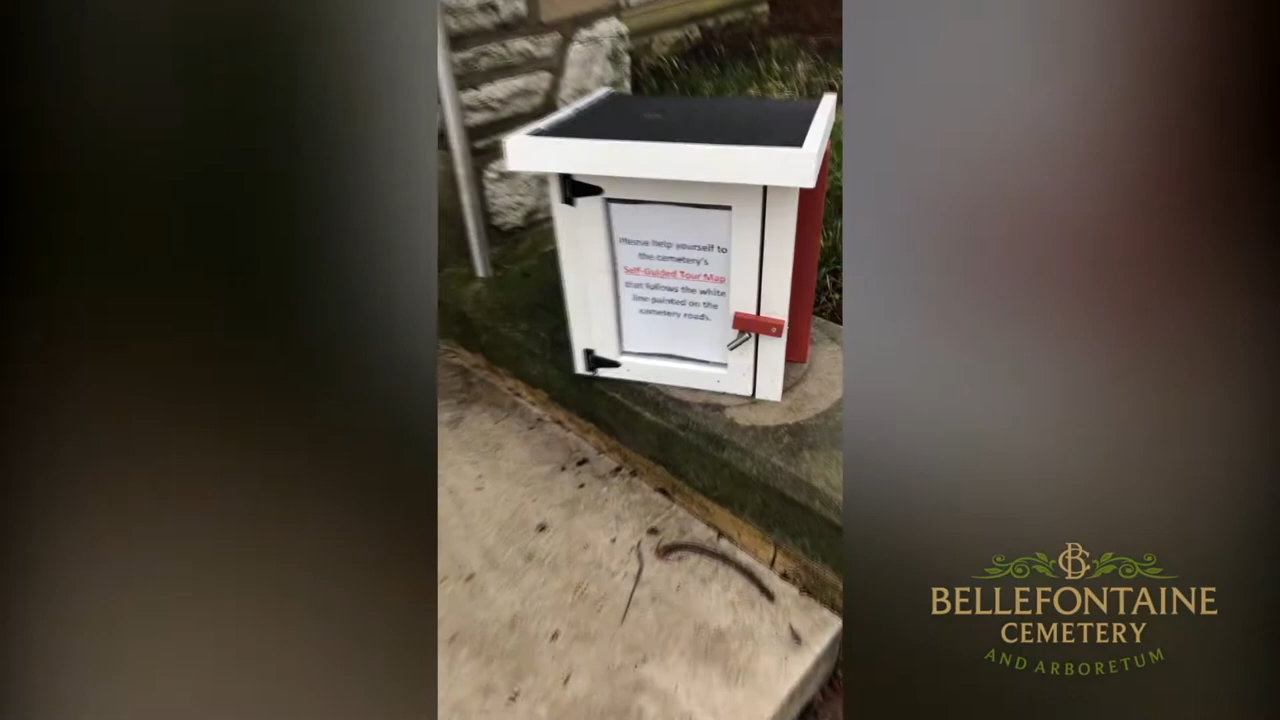 Please help yourself to
the cemetery's
Self-Guided Tour Map
that follows the white
line painted on the
cemetery roads.
BC
BELLEFONTAINE
CEMETERY
AND ARBORETUM